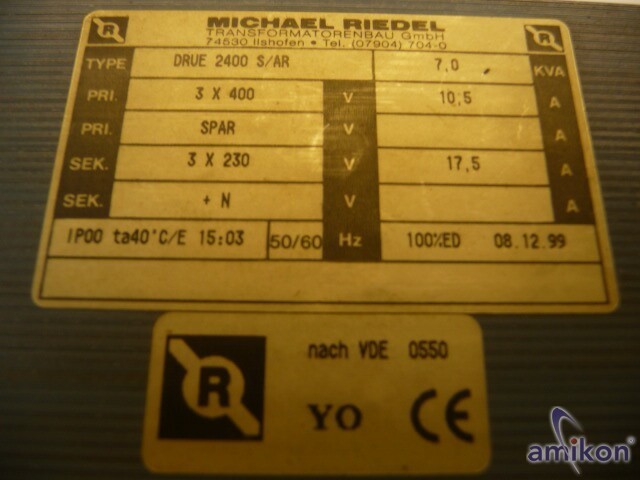 MICHAEL RIEDEL
TRANSFORMATORENBAU GmbH
74530 Ilshofen • Tel. (07904) 704-0
R R
TYPE DRUE 2400 S/AR 7,0 KVA
PRI. 3 X 400 V 10,5 A
PRI. SPAR V A
SEK. 3 X 230 V 17,5 A
SEK. + N V A
IP00 ta40°C/E 15:03 50/60 Hz 100%ED 08.12.99
R nach VDE 0550
YO CE
amikon